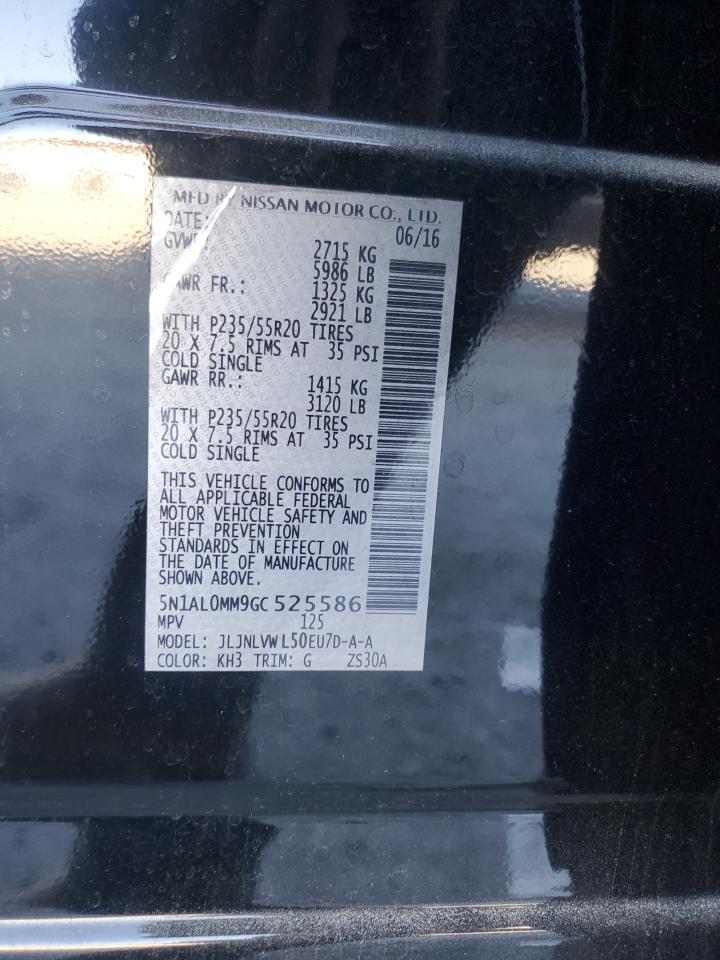 MFD BY NISSAN MOTOR CO., LTD.
DATE: 06/16
GVWR: 2715 KG
5986 LB
GAWR FR.: 1325 KG
2921 LB
WITH P235/55R20 TIRES
20 X 7.5 RIMS AT 35 PSI
COLD SINGLE
GAWR RR.: 1415 KG
3120 LB
WITH P235/55R20 TIRES
20 X 7.5 RIMS AT 35 PSI
COLD SINGLE
THIS VEHICLE CONFORMS TO
ALL APPLICABLE FEDERAL
MOTOR VEHICLE SAFETY AND
THEFT PREVENTION
STANDARDS IN EFFECT ON
THE DATE OF MANUFACTURE
SHOWN ABOVE.
5N1AL0MM9GC525586
MPV 125
MODEL: JLJNLVWL50EU7D-A-A
COLOR: KH3 TRIM: G ZS30A